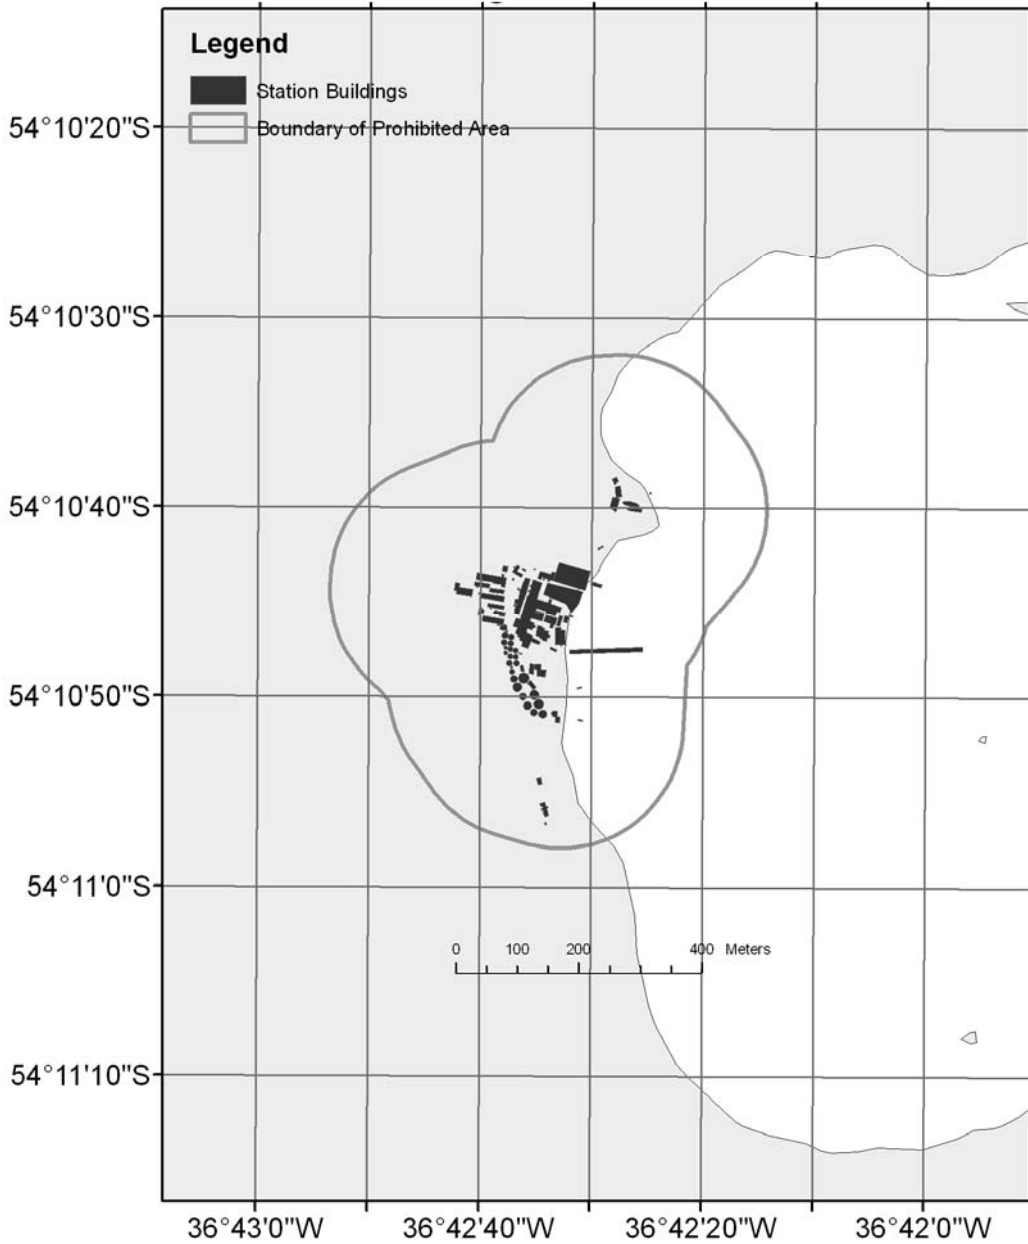 Legend
Station Buildings
Boundary of Prohibited Area
54°10'20"S
54°10'30"S
54°10'40"S
54°10'50"S
54°11'0"S
0 100 200 400 Meters
54°11'10"S
36°43'0"W 36°42'40"W 36°42'20"W 36°42'0"W